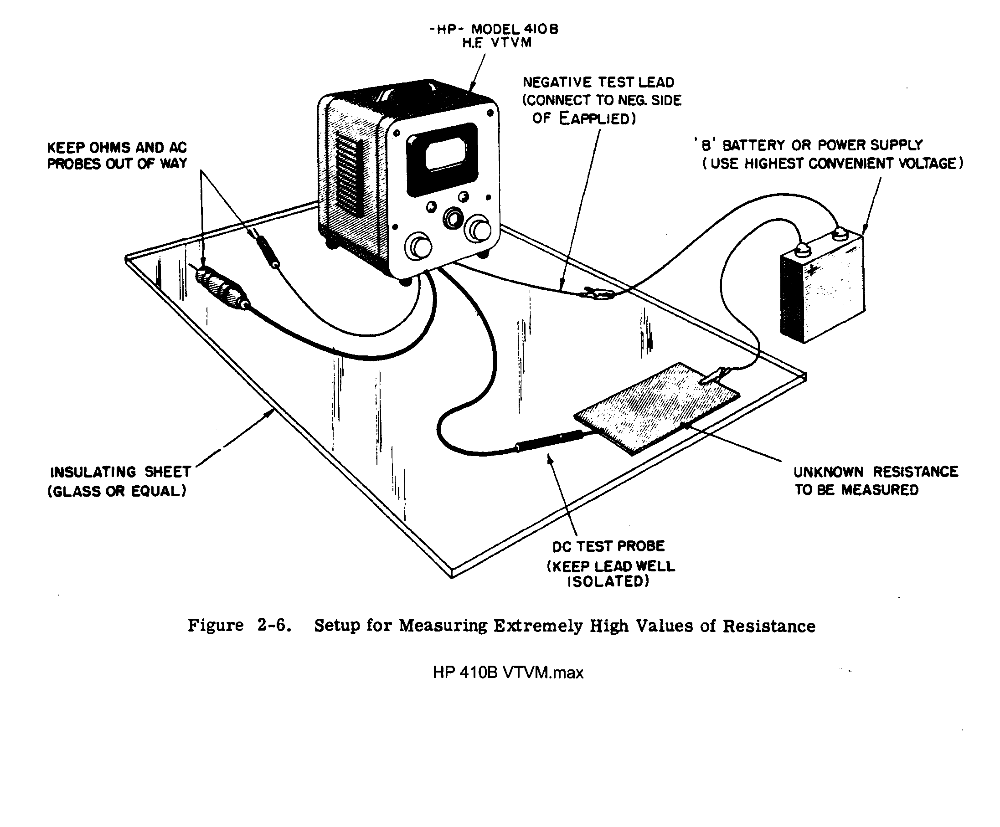 -HP- MODEL 410B
H.F. VTVM
NEGATIVE TEST LEAD
(CONNECT TO NEG. SIDE
OF EAPPLIED)
'B' BATTERY OR POWER SUPPLY
(USE HIGHEST CONVENIENT VOLTAGE)
KEEP OHMS AND AC
PROBES OUT OF WAY
+
INSULATING SHEET
(GLASS OR EQUAL)
UNKNOWN RESISTANCE
TO BE MEASURED
DC TEST PROBE
(KEEP LEAD WELL
ISOLATED)
Figure 2-6. Setup for Measuring Extremely High Values of Resistance
HP 410B VTVM.max